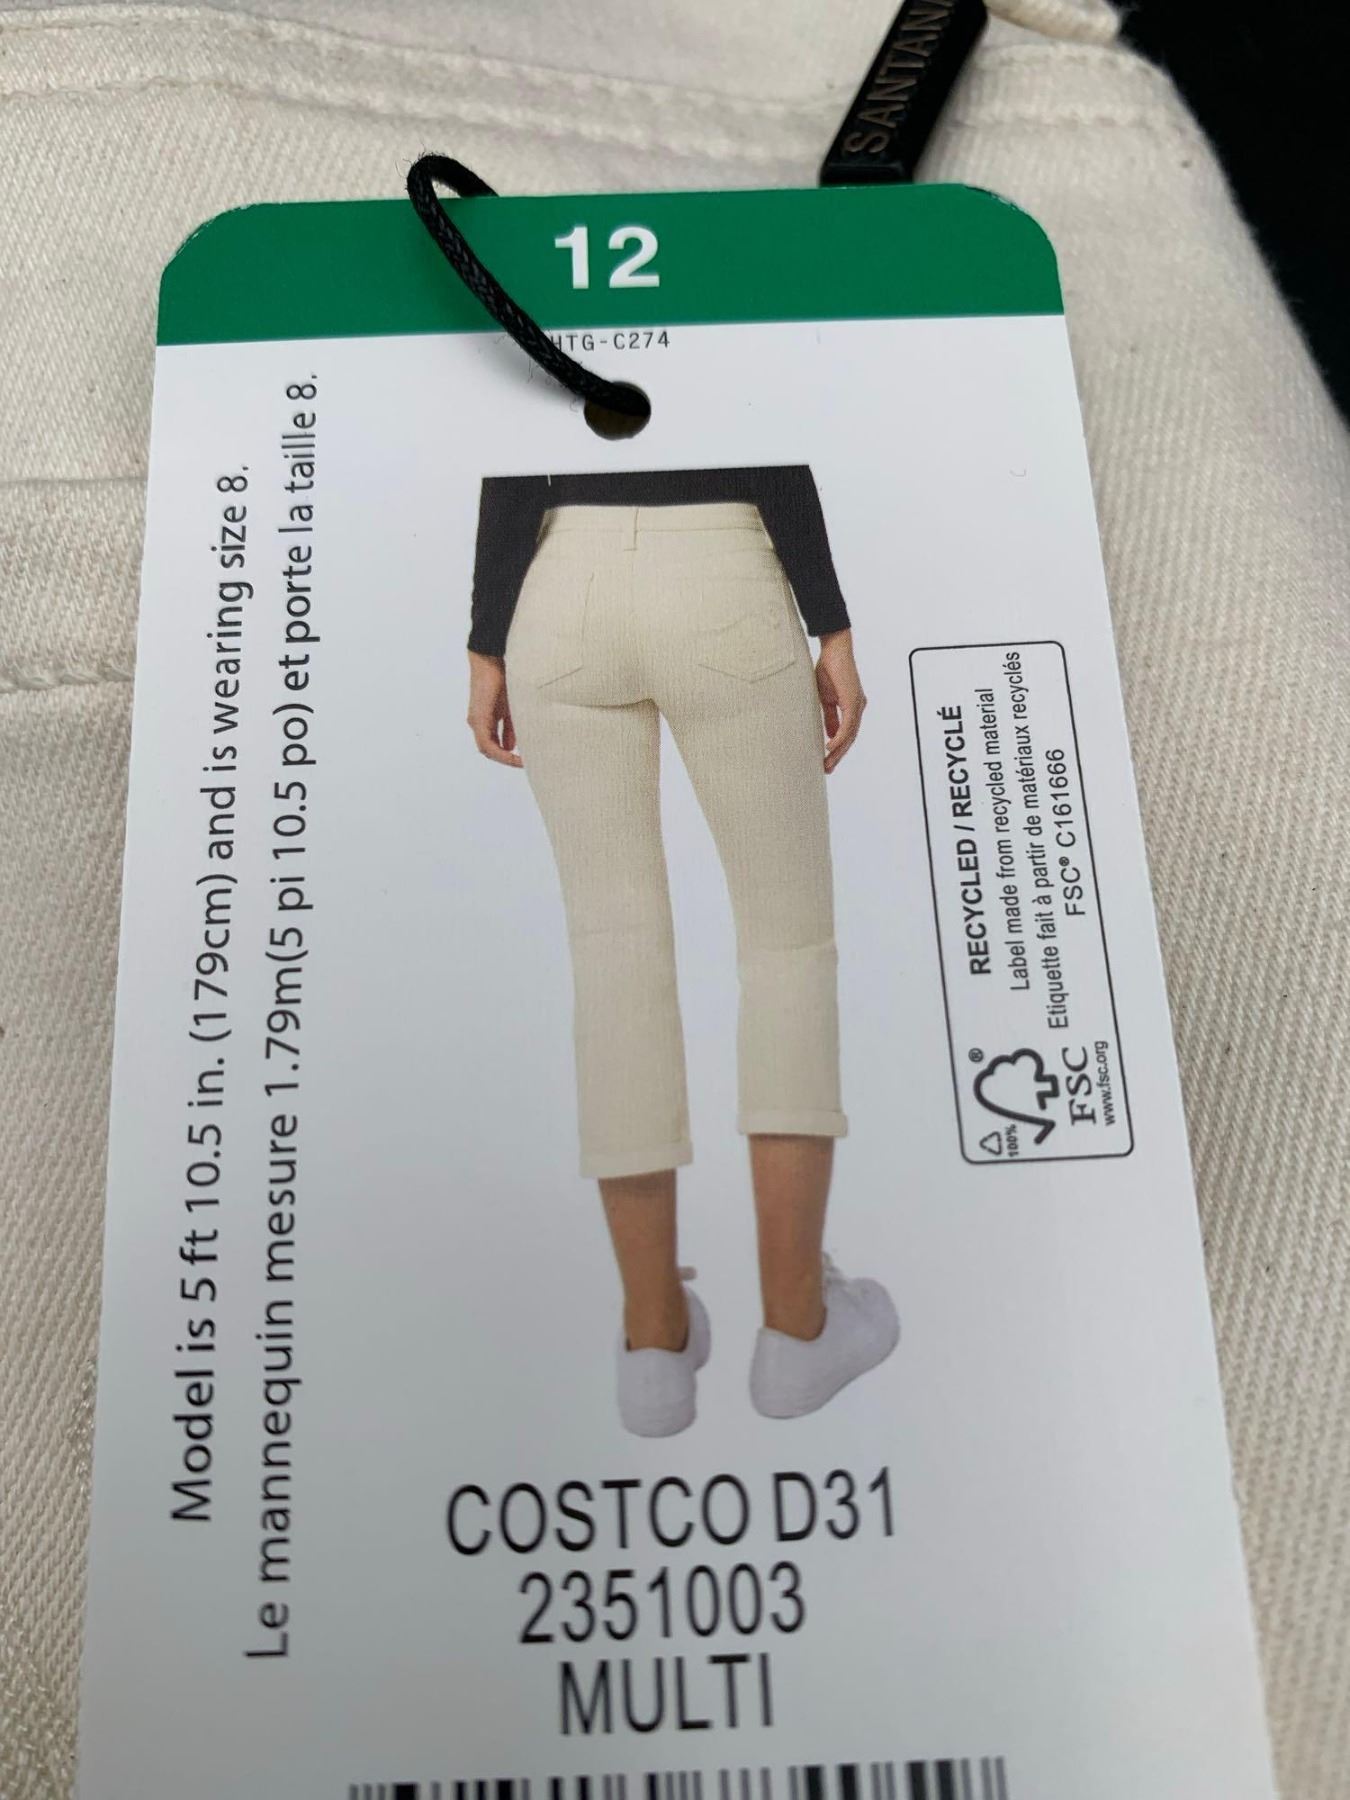 SANTANA
12
HTG-C274
Model is 5 ft 10.5 in. (179cm) and is wearing size 8.
Le mannequin mesure 1.79m(5 pi 10.5 po) et porte la taille 8.
RECYCLED / RECYCLÉ
Label made from recycled material
Etiquette fait à partir de matériaux recyclés
FSC® C161666
®
100%
FSC
www.fsc.org
COSTCO D31
2351003
MULTI